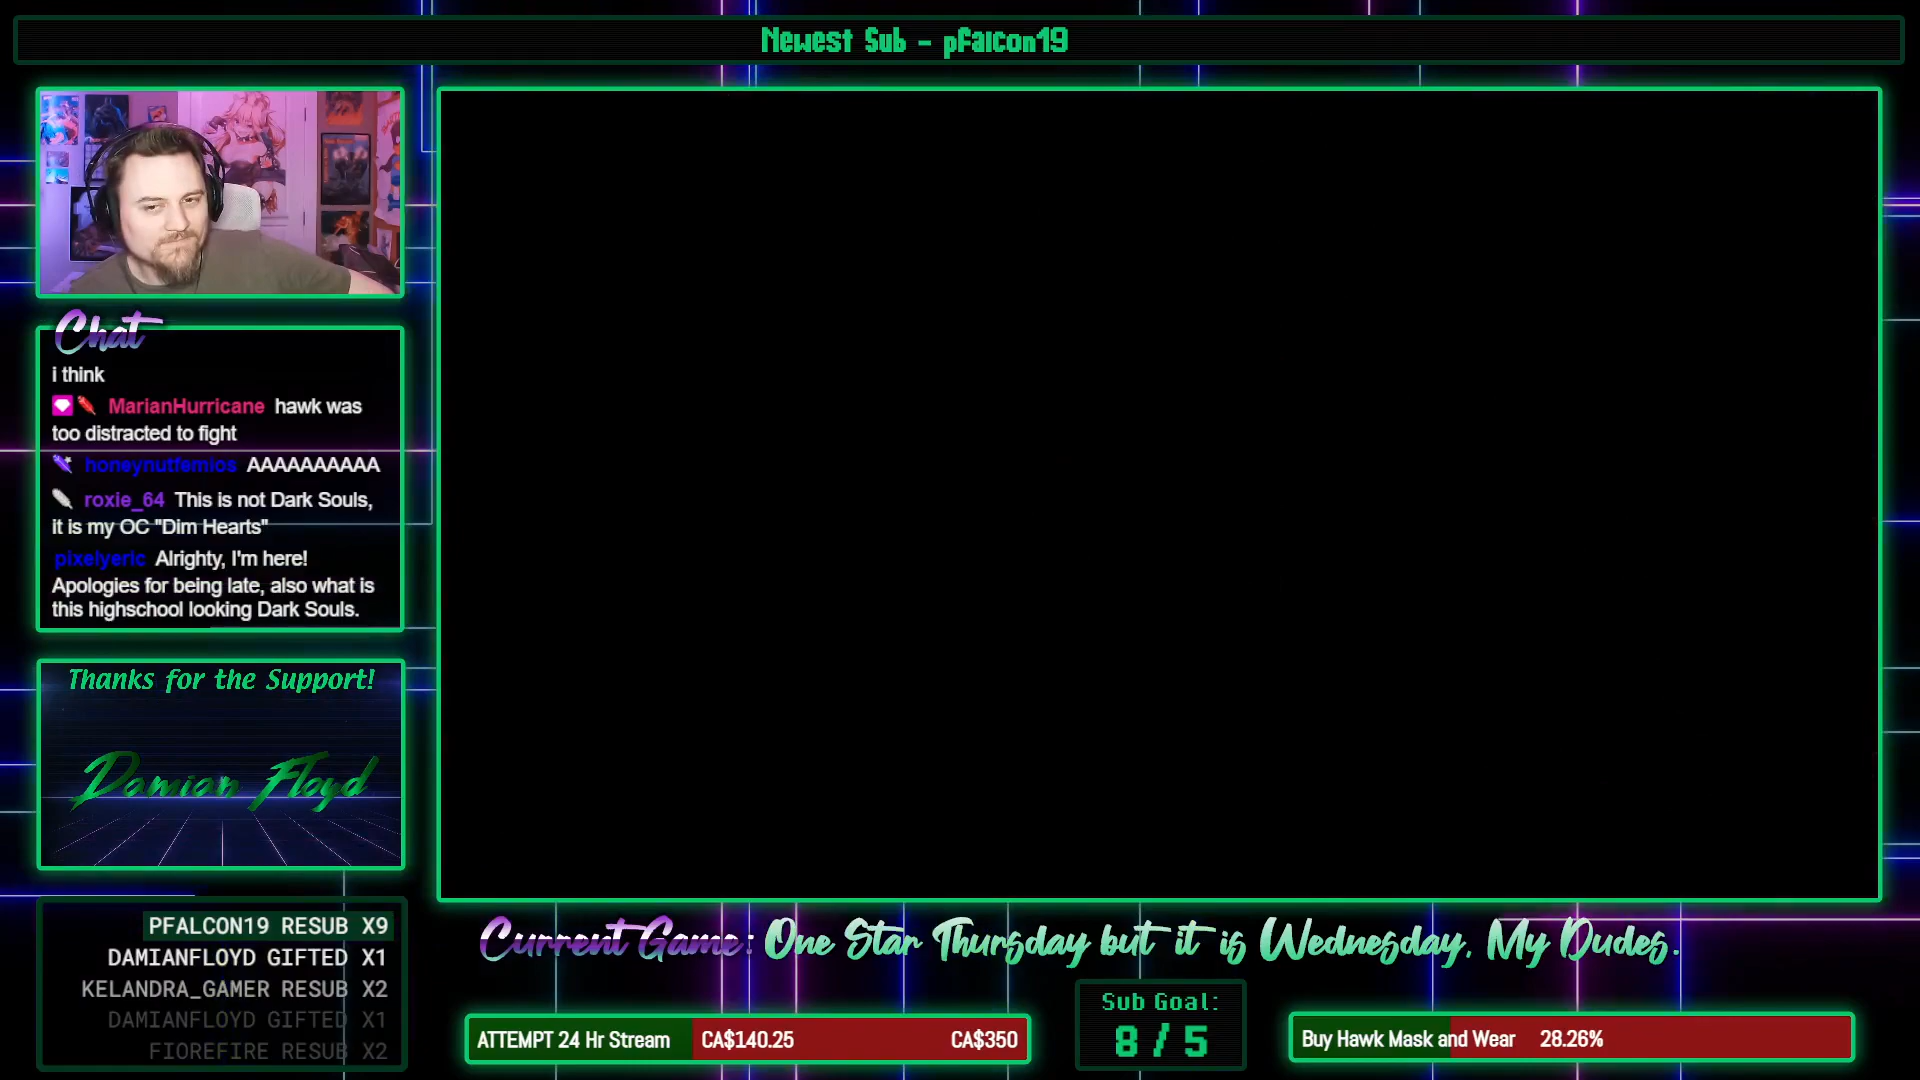 Newest Sub - pfalcon19
Chat
i think
MarianHurricane hawk was
too distracted to fight
honeynutfemios AAAAAAAAAA
roxie_64 This is not Dark Souls,
it is my OC "Dim Hearts"
pixelyeric Alrighty, I'm here!
Apologies for being late, also what is
this highschool looking Dark Souls.
Thanks for the Support!
Damian Floyd
PFALCON19 RESUB X9
DAMIANFLOYD GIFTED X1
KELANDRA_GAMER RESUB X2
DAMIANFLOYD GIFTED X1
FIOREFIRE RESUB X2
Current Game: One Star Thursday but it is Wednesday, My Dudes.
ATTEMPT 24 Hr Stream CA$140.25 CA$350
Sub Goal:
8 / 5
Buy Hawk Mask and Wear 28.26%